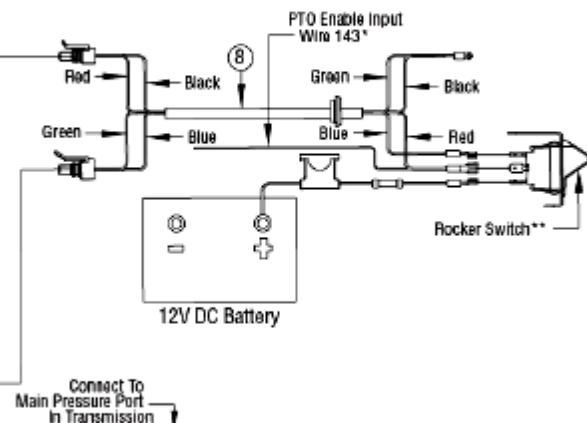 PTO Enable Input
Wire 143*
8
Red
Black
Green
Black
Green
Blue
Blue
Red
Rocker Switch**
12V DC Battery
Connect To
Main Pressure Port
In Transmission